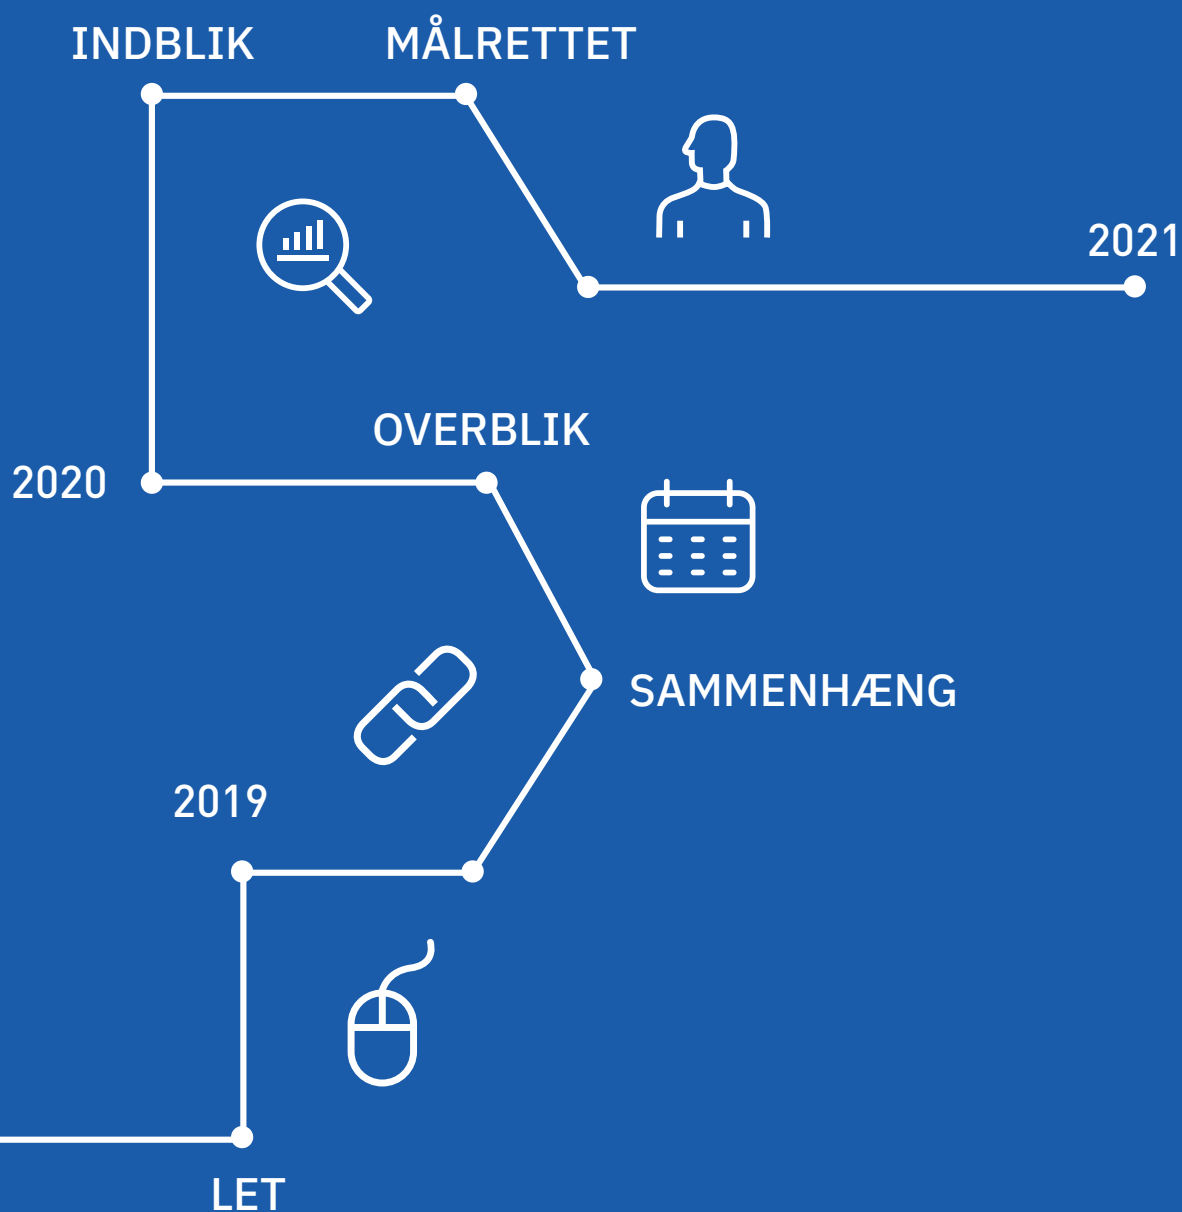 INDBLIK
MÅLRETTET
2021
OVERBLIK
2020
SAMMENHÆNG
2019
LET